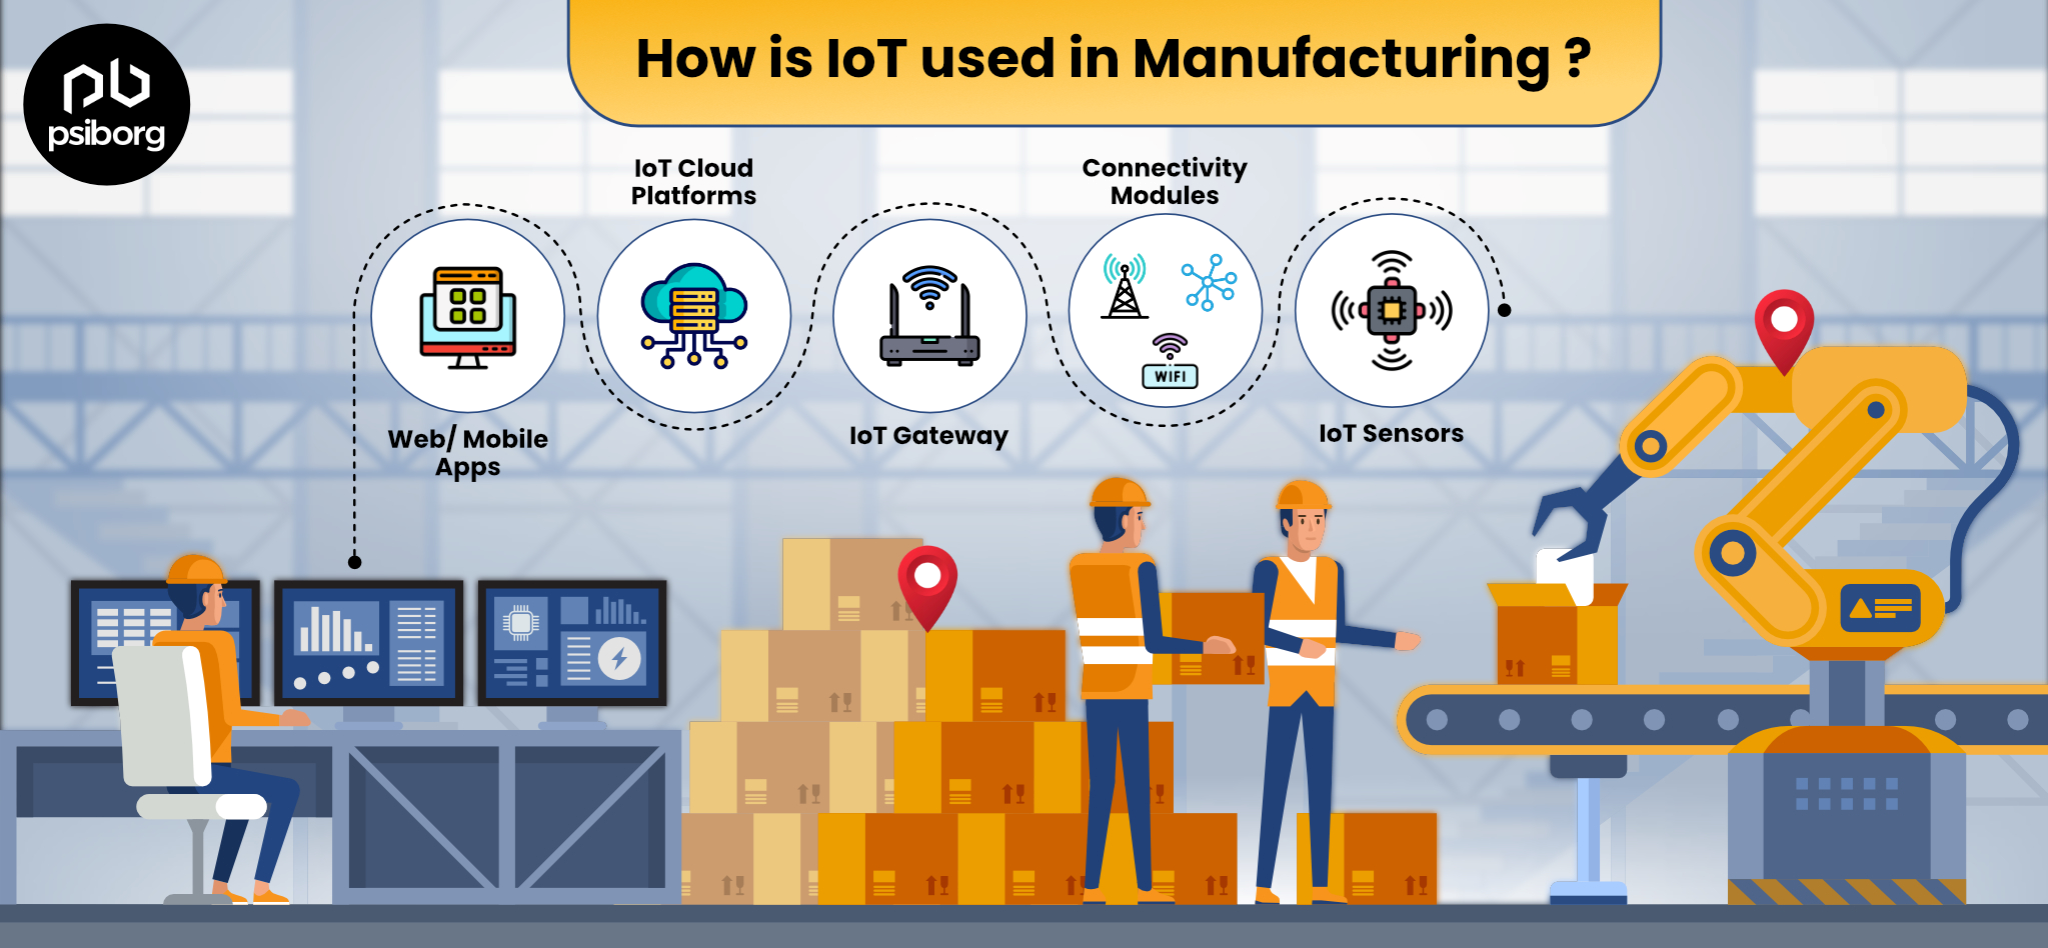 pb
psiborg
How is IoT used in Manufacturing ?
IoT Cloud
Platforms
Connectivity
Modules
WIFI
Web/ Mobile
Apps
IoT Gateway
IoT Sensors